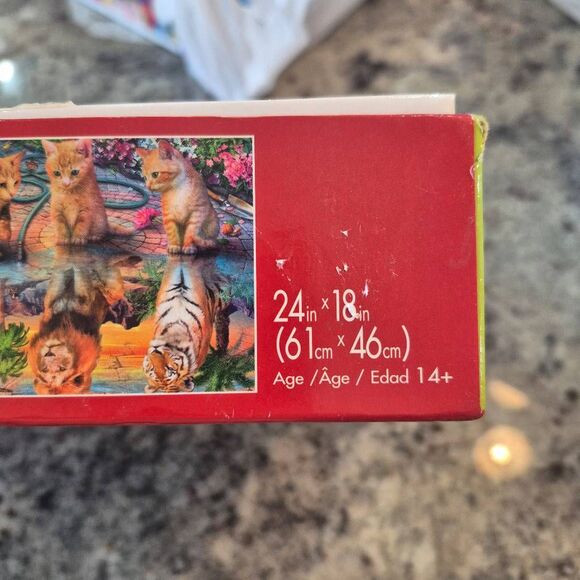 24in x 18in
(61cm x 46cm)
Age / Âge / Edad 14+